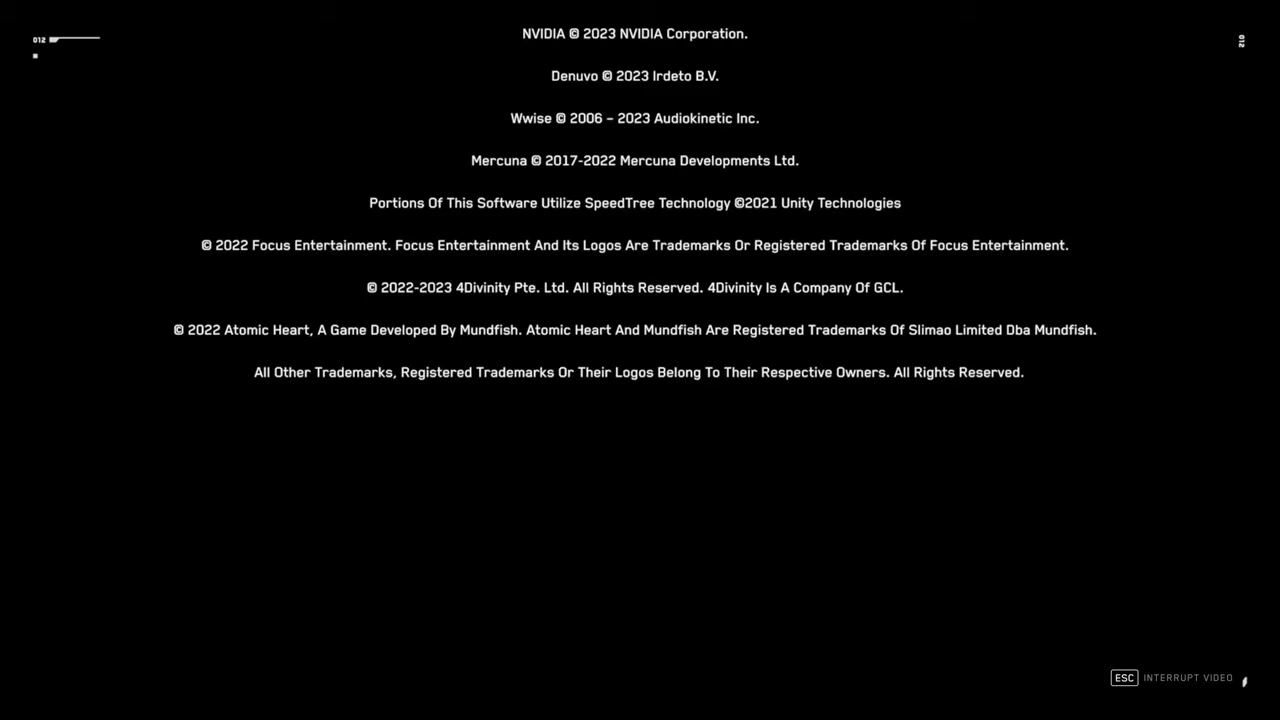 012
012
NVIDIA © 2023 NVIDIA Corporation.
Denuvo © 2023 Irdeto B.V.
Wwise © 2006 – 2023 Audiokinetic Inc.
Mercuna © 2017-2022 Mercuna Developments Ltd.
Portions Of This Software Utilize SpeedTree Technology ©2021 Unity Technologies
© 2022 Focus Entertainment. Focus Entertainment And Its Logos Are Trademarks Or Registered Trademarks Of Focus Entertainment.
© 2022-2023 4Divinity Pte. Ltd. All Rights Reserved. 4Divinity Is A Company Of GCL.
© 2022 Atomic Heart, A Game Developed By Mundfish. Atomic Heart And Mundfish Are Registered Trademarks Of Slimao Limited Dba Mundfish.
All Other Trademarks, Registered Trademarks Or Their Logos Belong To Their Respective Owners. All Rights Reserved.
ESC INTERRUPT VIDEO